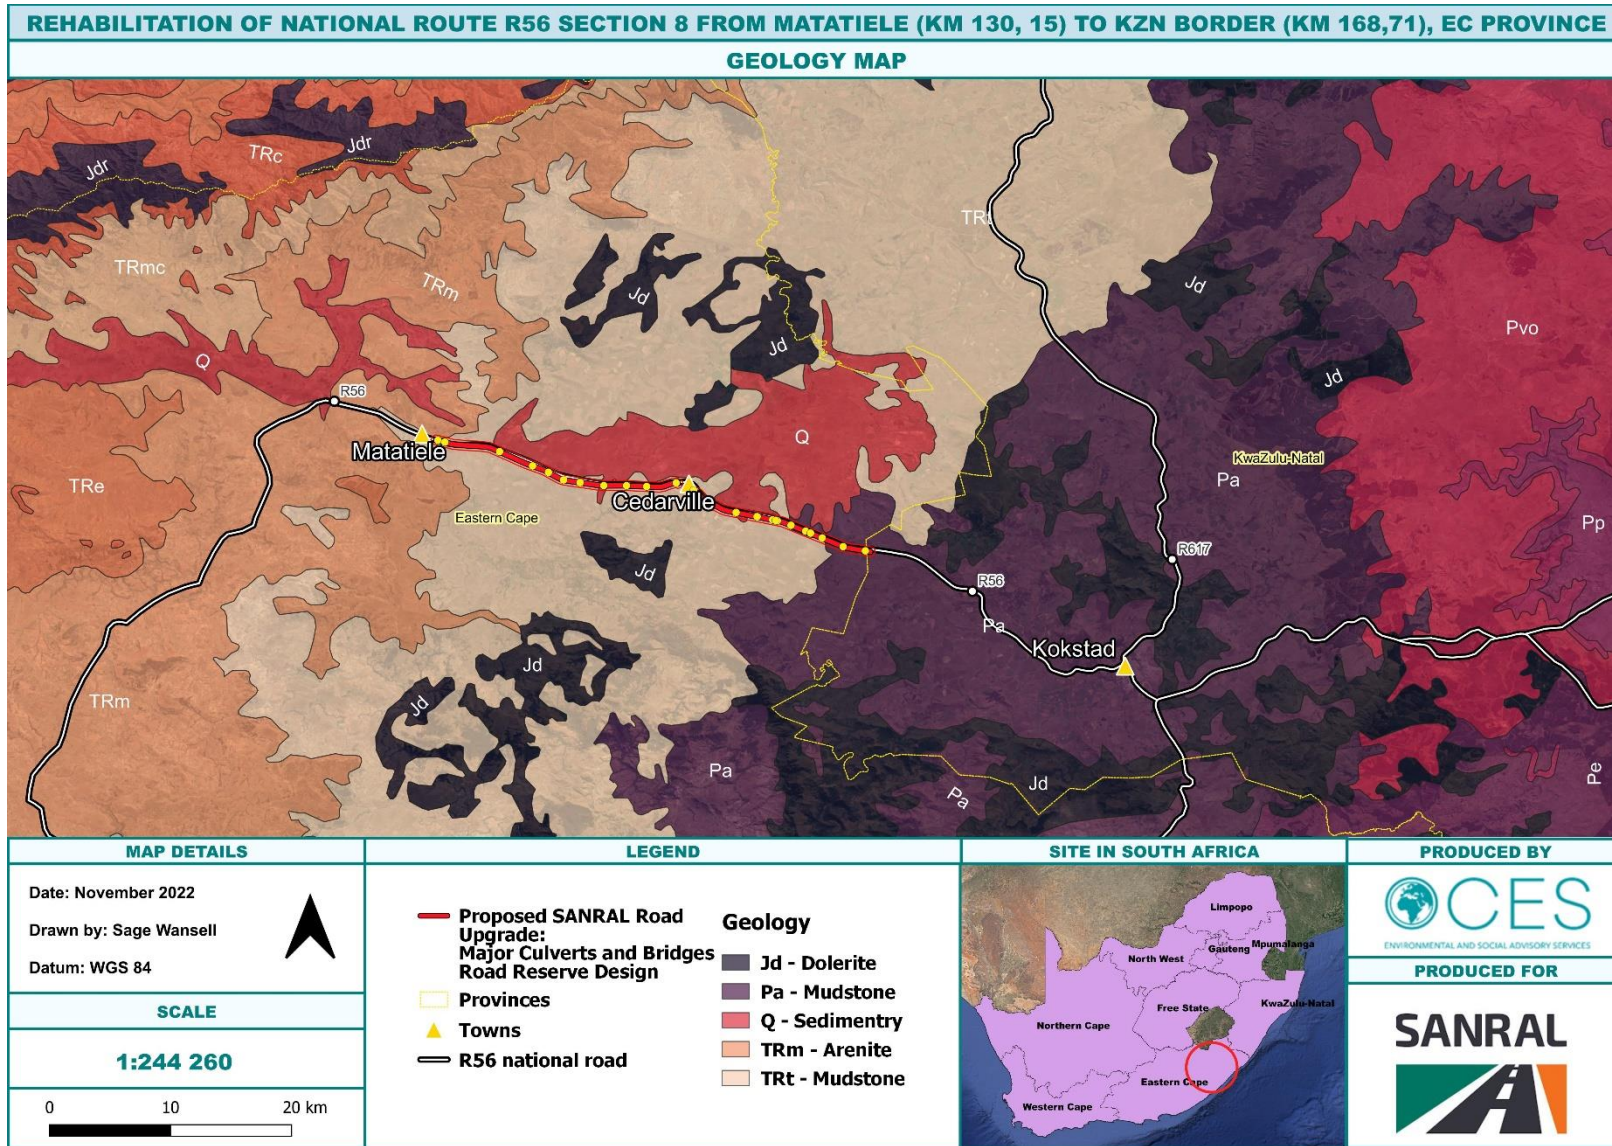 REHABILITATION OF NATIONAL ROUTE R56 SECTION 8 FROM MATATIELE (KM 130, 15) TO KZN BORDER (KM 168,71), EC PROVINCE
GEOLOGY MAP
Jdr
TRc
Jdr
TRmc
TRm
Jd
Jd
TRt
Jd
Pvo
Q
R56
Jd
Matatiele
Q
KwaZulu-Natal
Pa
TRe
Cedarville
Eastern Cape
Pp
R617
Jd
R56
Pa
Kokstad
Jd
TRm
Jd
Pa
Pa
Jd
Pe
MAP DETAILS
Date: November 2022
Drawn by: Sage Wansell
Datum: WGS 84
SCALE
1:244 260
0 10 20 km
LEGEND
Proposed SANRAL Road
Upgrade:
Major Culverts and Bridges
Road Reserve Design
Provinces
Towns
R56 national road
Geology
Jd - Dolerite
Pa - Mudstone
Q - Sedimentry
TRm - Arenite
TRt - Mudstone
SITE IN SOUTH AFRICA
Limpopo
Gauteng
Mpumalanga
North West
Free State
KwaZulu-Natal
Northern Cape
Eastern Cape
Western Cape
PRODUCED BY
CES
ENVIRONMENTAL AND SOCIAL ADVISORY SERVICES
PRODUCED FOR
SANRAL